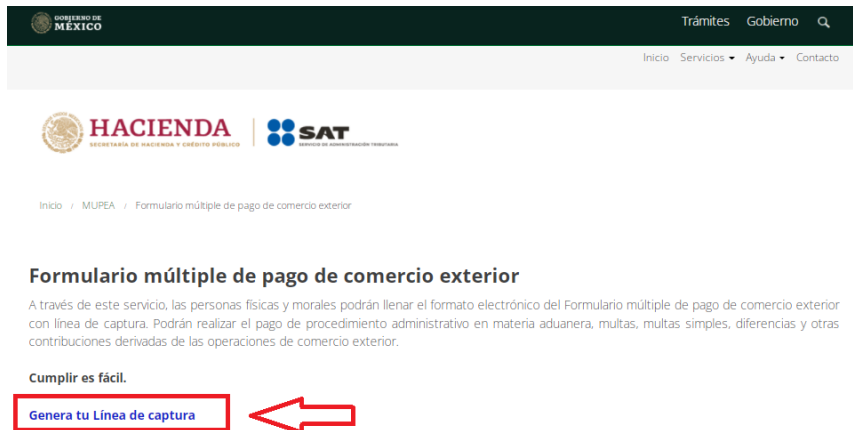 GOBIERNO DE
MÉXICO
Trámites Gobierno
Inicio Servicios Ayuda Contacto
HACIENDA
SECRETARÍA DE HACIENDA Y CRÉDITO PÚBLICO
SAT
SERVICIO DE ADMINISTRACIÓN TRIBUTARIA
Inicio / MUPEA / Formulario múltiple de pago de comercio exterior
Formulario múltiple de pago de comercio exterior
A través de este servicio, las personas físicas y morales podrán llenar el formato electrónico del Formulario múltiple de pago de comercio exterior
con línea de captura. Podrán realizar el pago de procedimiento administrativo en materia aduanera, multas, multas simples, diferencias y otras
contribuciones derivadas de las operaciones de comercio exterior.
Cumplir es fácil.
Genera tu Línea de captura